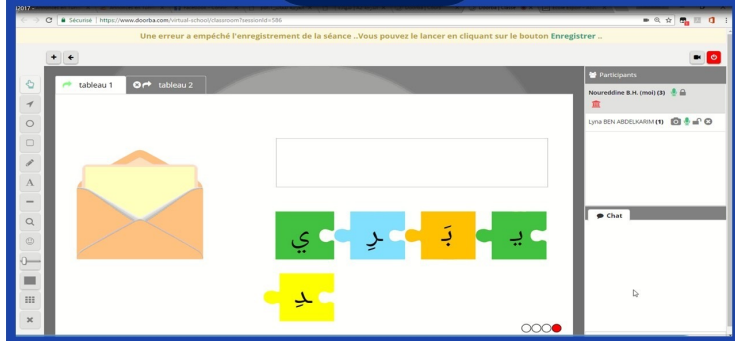 2017 -
Sécurisé | https://www.doorba.com/virtual-school/classroom?sessionId=586
Une erreur a empéché l'enregistrement de la séance ..Vous pouvez le lancer en cliquant sur le bouton Enregistrer ..
tableau 1
tableau 2
Participants
Noureddine B.H. (moi) (3)
Lyna BEN ABDELKARIM (1)
A
يـ بَـ رِ ي
دِ
Chat